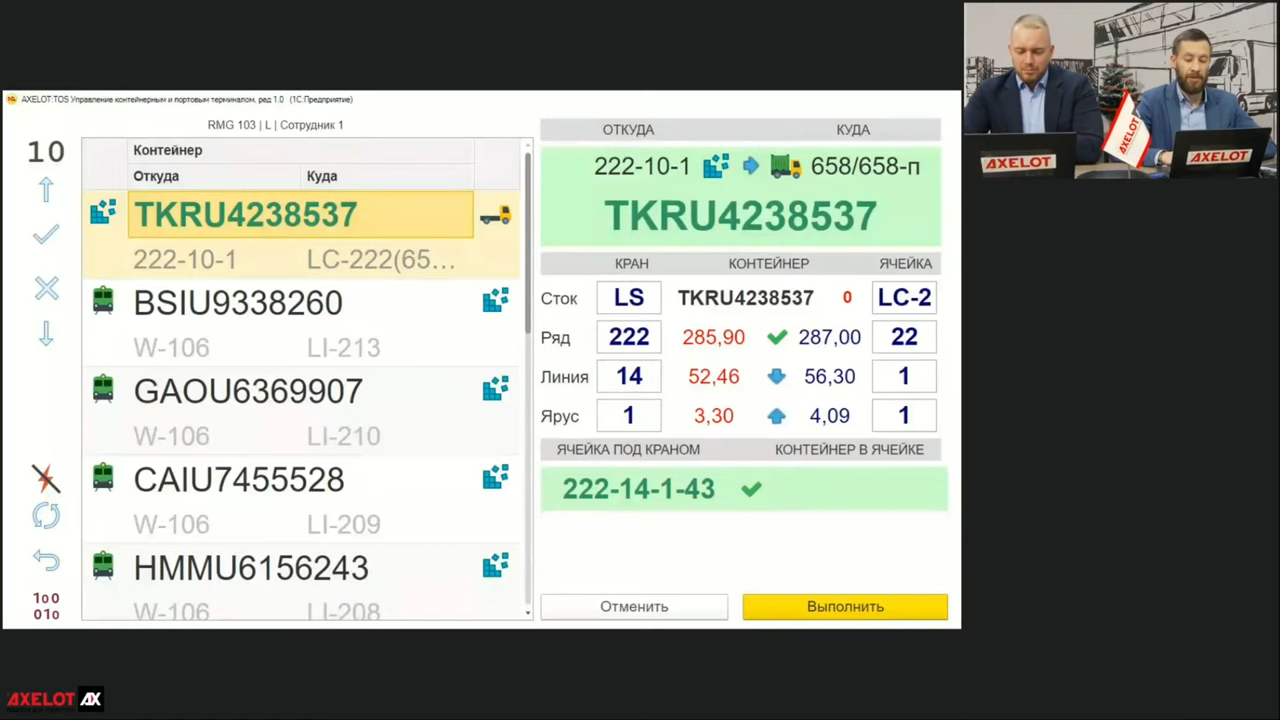 AXELOT:TOS Управление контейнерным и портовым терминалом, ред 1.0 (1С:Предприятие)
RMG 103 | L | Сотрудник 1
10
Контейнер
Откуда Куда
TKRU4238537
222-10-1 LC-222(65...
BSIU9338260
W-106 LI-213
GAOU6369907
W-106 LI-210
CAIU7455528
W-106 LI-209
HMMU6156243
W-106 LI-208
100
010
ОТКУДА КУДА
222-10-1 658/658-п
TKRU4238537
КРАН КОНТЕЙНЕР ЯЧЕЙКА
Сток LS TKRU4238537 0 LC-2
Ряд 222 285,90 287,00 22
Линия 14 52,46 56,30 1
Ярус 1 3,30 4,09 1
ЯЧЕЙКА ПОД КРАНОМ КОНТЕЙНЕР В ЯЧЕЙКЕ
222-14-1-43
Отменить Выполнить
AXELOT
AXELOT
AXELOT
AXELOT AX